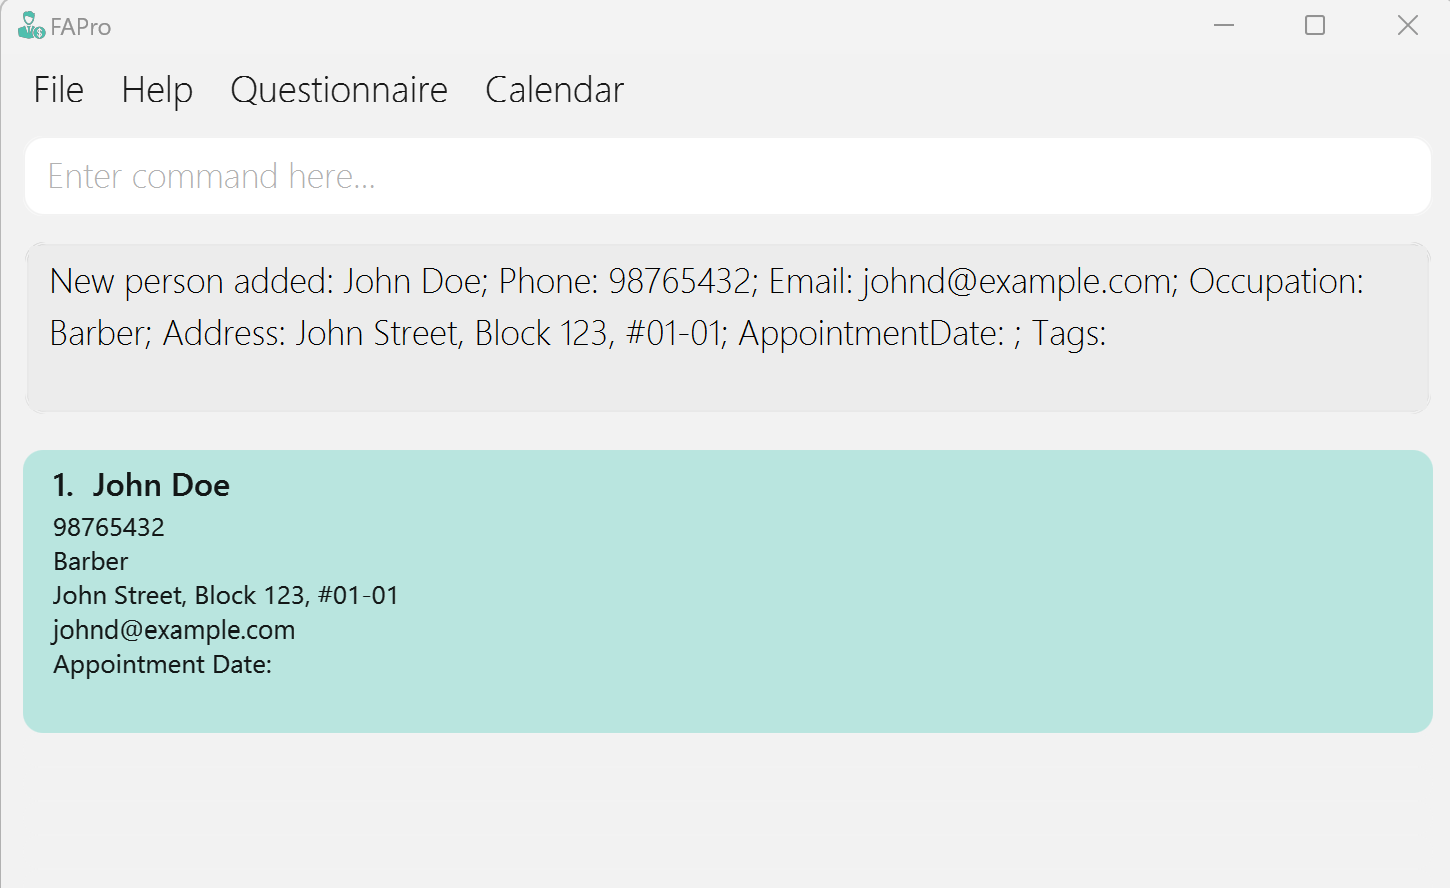 FAPro
File Help Questionnaire Calendar
Enter command here...
New person added: John Doe; Phone: 98765432; Email: johnd@example.com; Occupation:
Barber; Address: John Street, Block 123, #01-01; AppointmentDate: ; Tags:
1. John Doe
98765432
Barber
John Street, Block 123, #01-01
johnd@example.com
Appointment Date: